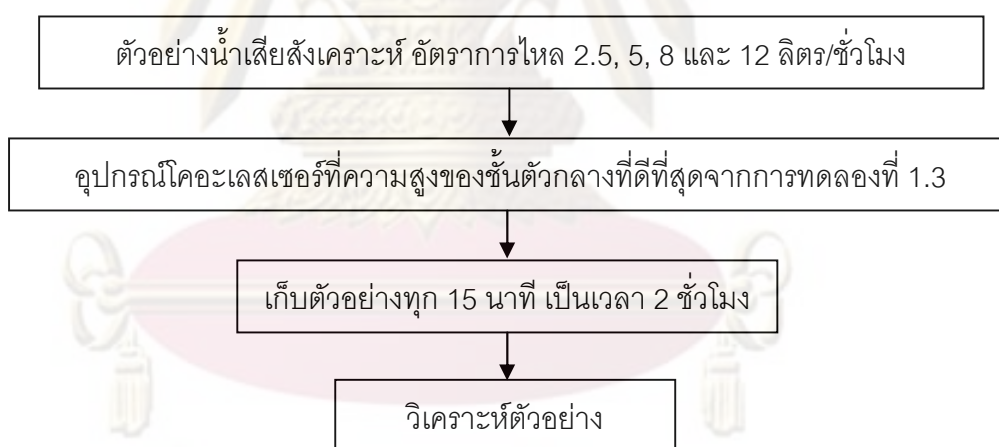 ตัวอย่างน้ำเสียสังเคราะห์ อัตราการไหล 2.5, 5, 8 และ 12 ลิตร/ชั่วโมง
อุปกรณ์โคอะเลสเซอร์ที่ความสูงของชั้นตัวกลางที่ดีที่สุดจากการทดลองที่ 1.3
เก็บตัวอย่างทุก 15 นาที เป็นเวลา 2 ชั่วโมง
วิเคราะห์ตัวอย่าง